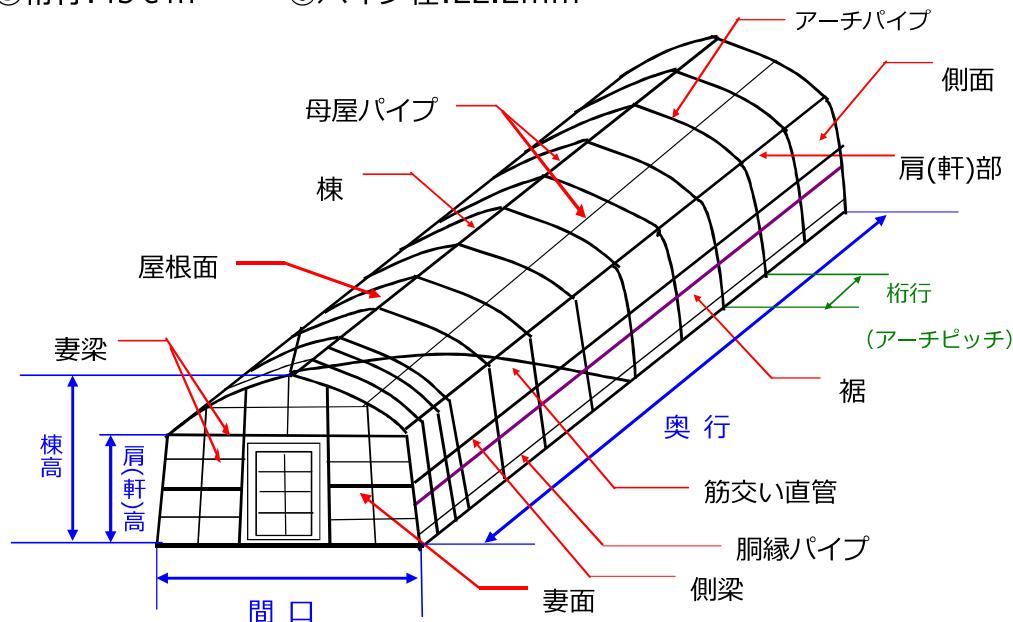 アーチパイプ
側面
母屋パイプ
肩(軒)部
棟
屋根面
桁行
(アーチピッチ)
妻梁
裾
奥 行
棟高
肩(軒)高
筋交い直管
胴縁パイプ
側梁
妻面
間 口